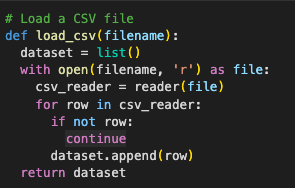 # Load a CSV file
def load_csv(filename):
  dataset = list()
  with open(filename, 'r') as file:
    csv_reader = reader(file)
    for row in csv_reader:
      if not row:
        continue
      dataset.append(row)
  return dataset